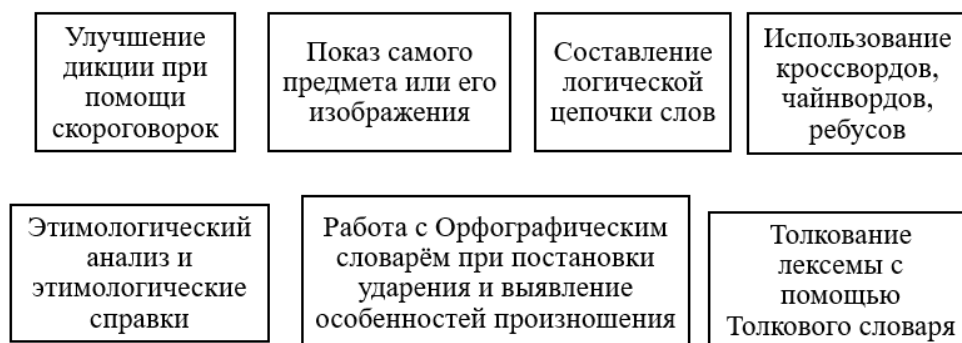 Улучшение
дикции при
помощи
скороговорок
Показ самого
предмета или его
изображения
Составление
логической
цепочки слов
Использование
кроссвордов,
чайнвордов,
ребусов
Этимологический
анализ и
этимологические
справки
Работа с Орфографическим
словарём при постановки
ударения и выявление
особенностей произношения
Толкование
лексемы с
помощью
Толкового словаря